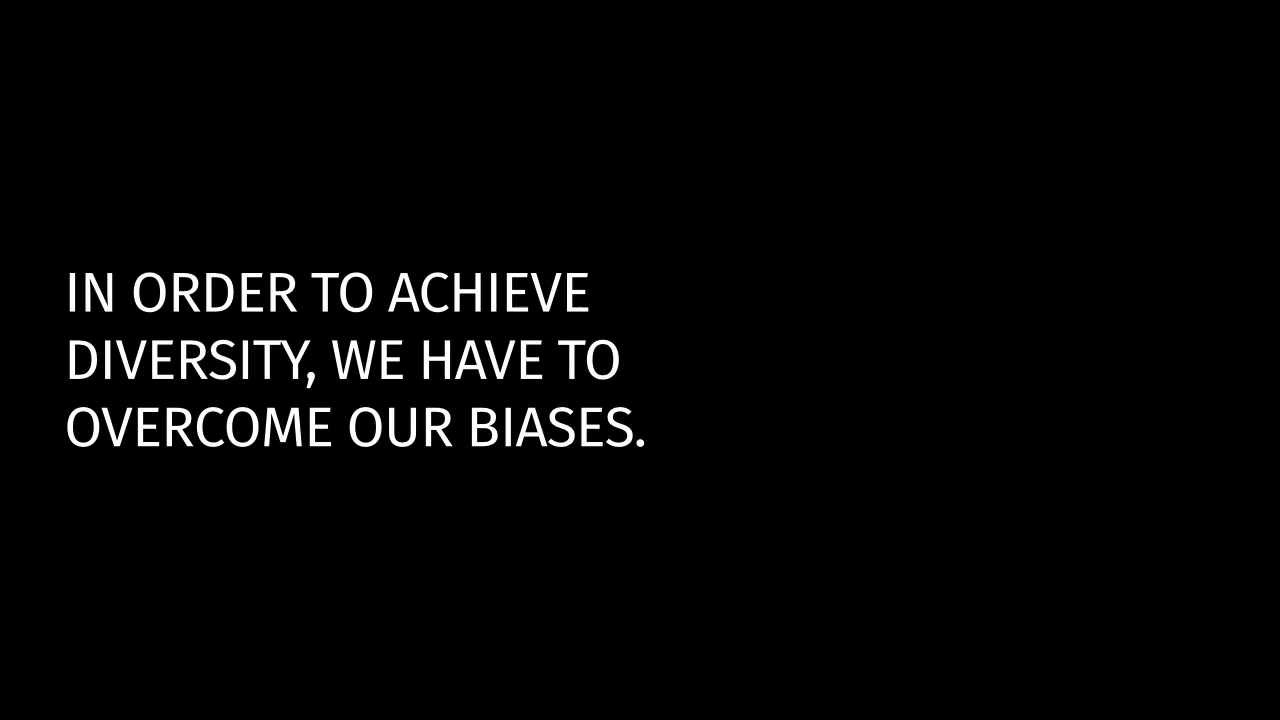 IN ORDER TO ACHIEVE
DIVERSITY, WE HAVE TO
OVERCOME OUR BIASES.